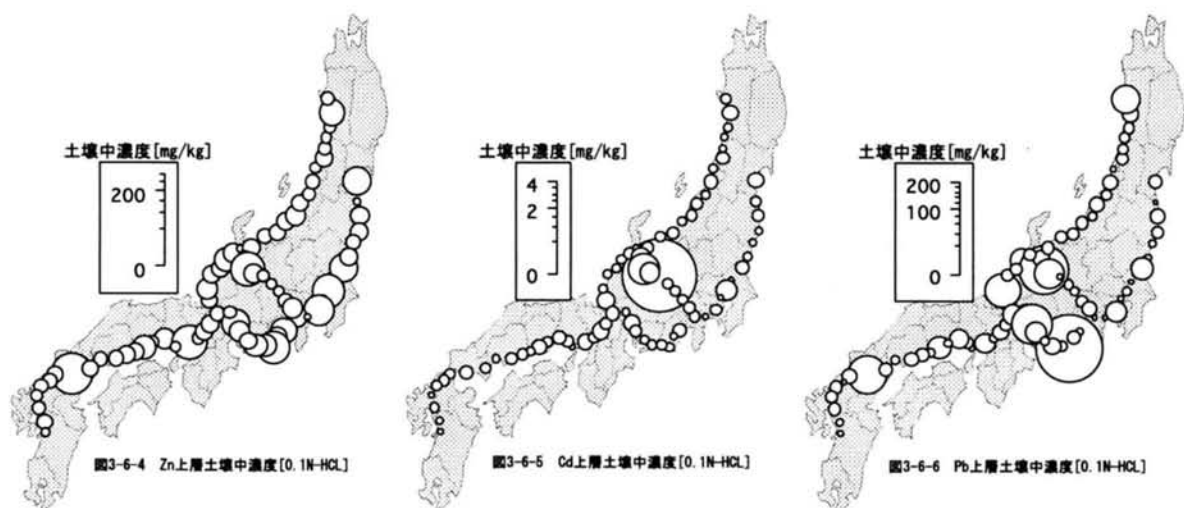 土壌中濃度[mg/kg]
200
0
図3-6-4 Zn上層土壌中濃度[0.1N-HCL]
土壌中濃度[mg/kg]
4
2
0
図3-6-5 Cd上層土壌中濃度[0.1N-HCL]
土壌中濃度[mg/kg]
200
100
0
図3-6-6 Pb上層土壌中濃度[0.1N-HCL]